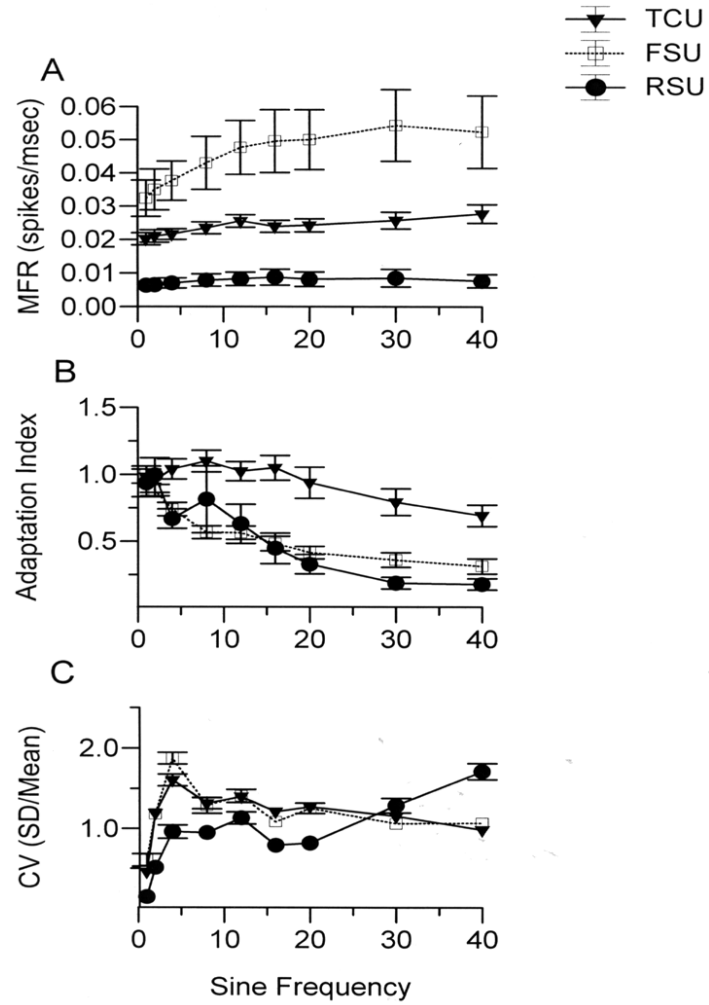 TCU
FSU
RSU
A
MFR (spikes/msec)
0.06
0.05
0.04
0.03
0.02
0.01
0.00
0 10 20 30 40
B
Adaptation Index
1.5
1.0
0.5
0 10 20 30 40
C
CV (SD/Mean)
2.0
1.0
0 10 20 30 40
Sine Frequency